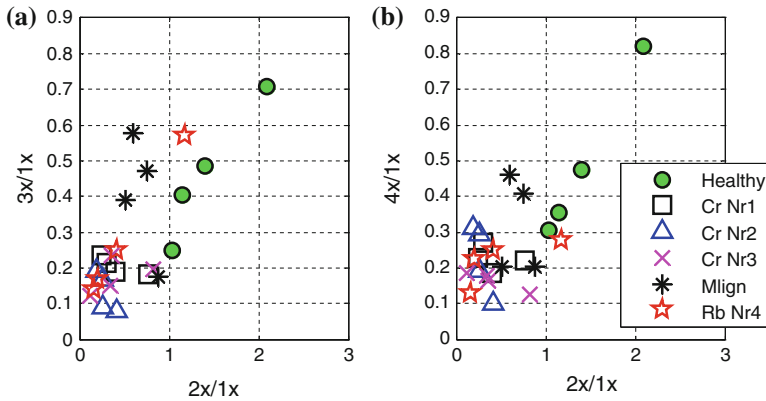 (a)
0.9
0.8
0.7
0.6
0.5
0.4
0.3
0.2
0.1
0
3x/1x
0 1 2 3
2x/1x
(b)
0.9
0.8
0.7
0.6
0.5
0.4
0.3
0.2
0.1
0
4x/1x
0 1 2 3
2x/1x
Healthy
Cr Nr1
Cr Nr2
Cr Nr3
Mlign
Rb Nr4